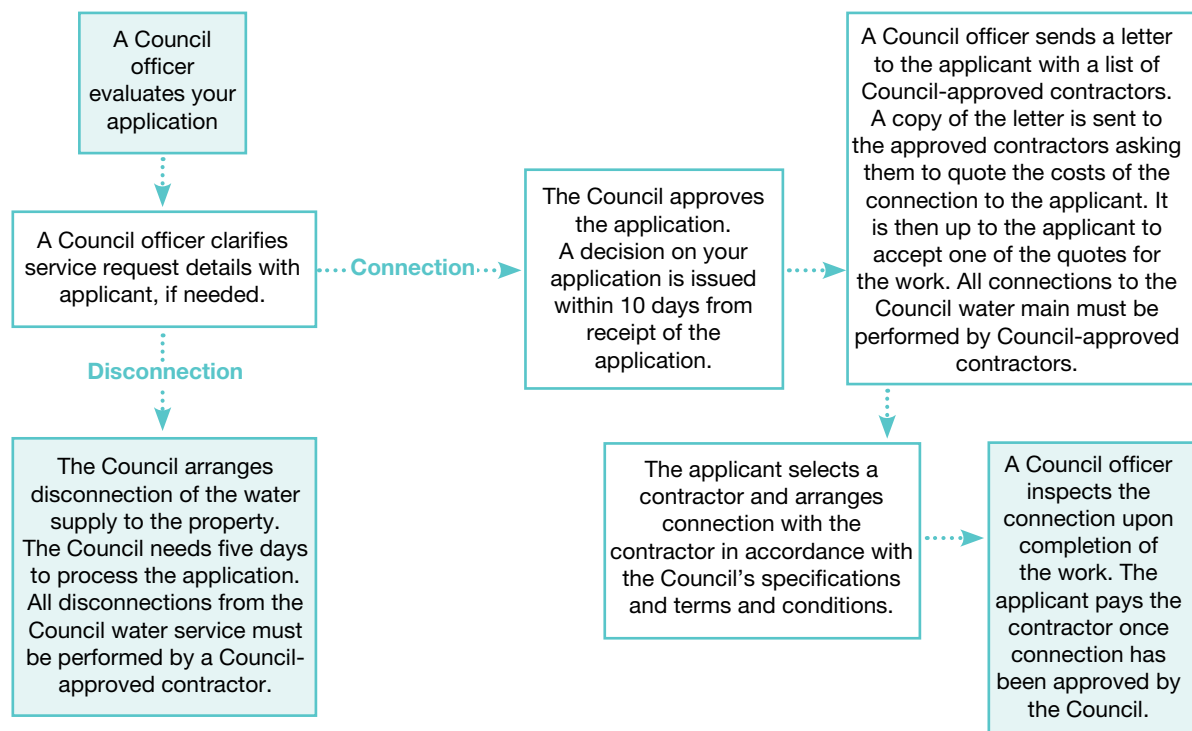 A Council
officer
evaluates your
application
A Council officer clarifies
service request details with
applicant, if needed.
Connection
Disconnection
The Council arranges
disconnection of the water
supply to the property.
The Council needs five days
to process the application.
All disconnections from the
Council water service must
be performed by a Council-
approved contractor.
The Council approves
the application.
A decision on your
application is issued
within 10 days from
receipt of the
application.
A Council officer sends a letter
to the applicant with a list of
Council-approved contractors.
A copy of the letter is sent to
the approved contractors asking
them to quote the costs of the
connection to the applicant. It
is then up to the applicant to
accept one of the quotes for
the work. All connections to the
Council water main must be
performed by Council-approved
contractors.
The applicant selects a
contractor and arranges
connection with the
contractor in accordance with
the Council’s specifications
and terms and conditions.
A Council officer
inspects the
connection upon
completion of
the work. The
applicant pays the
contractor once
connection has
been approved by
the Council.